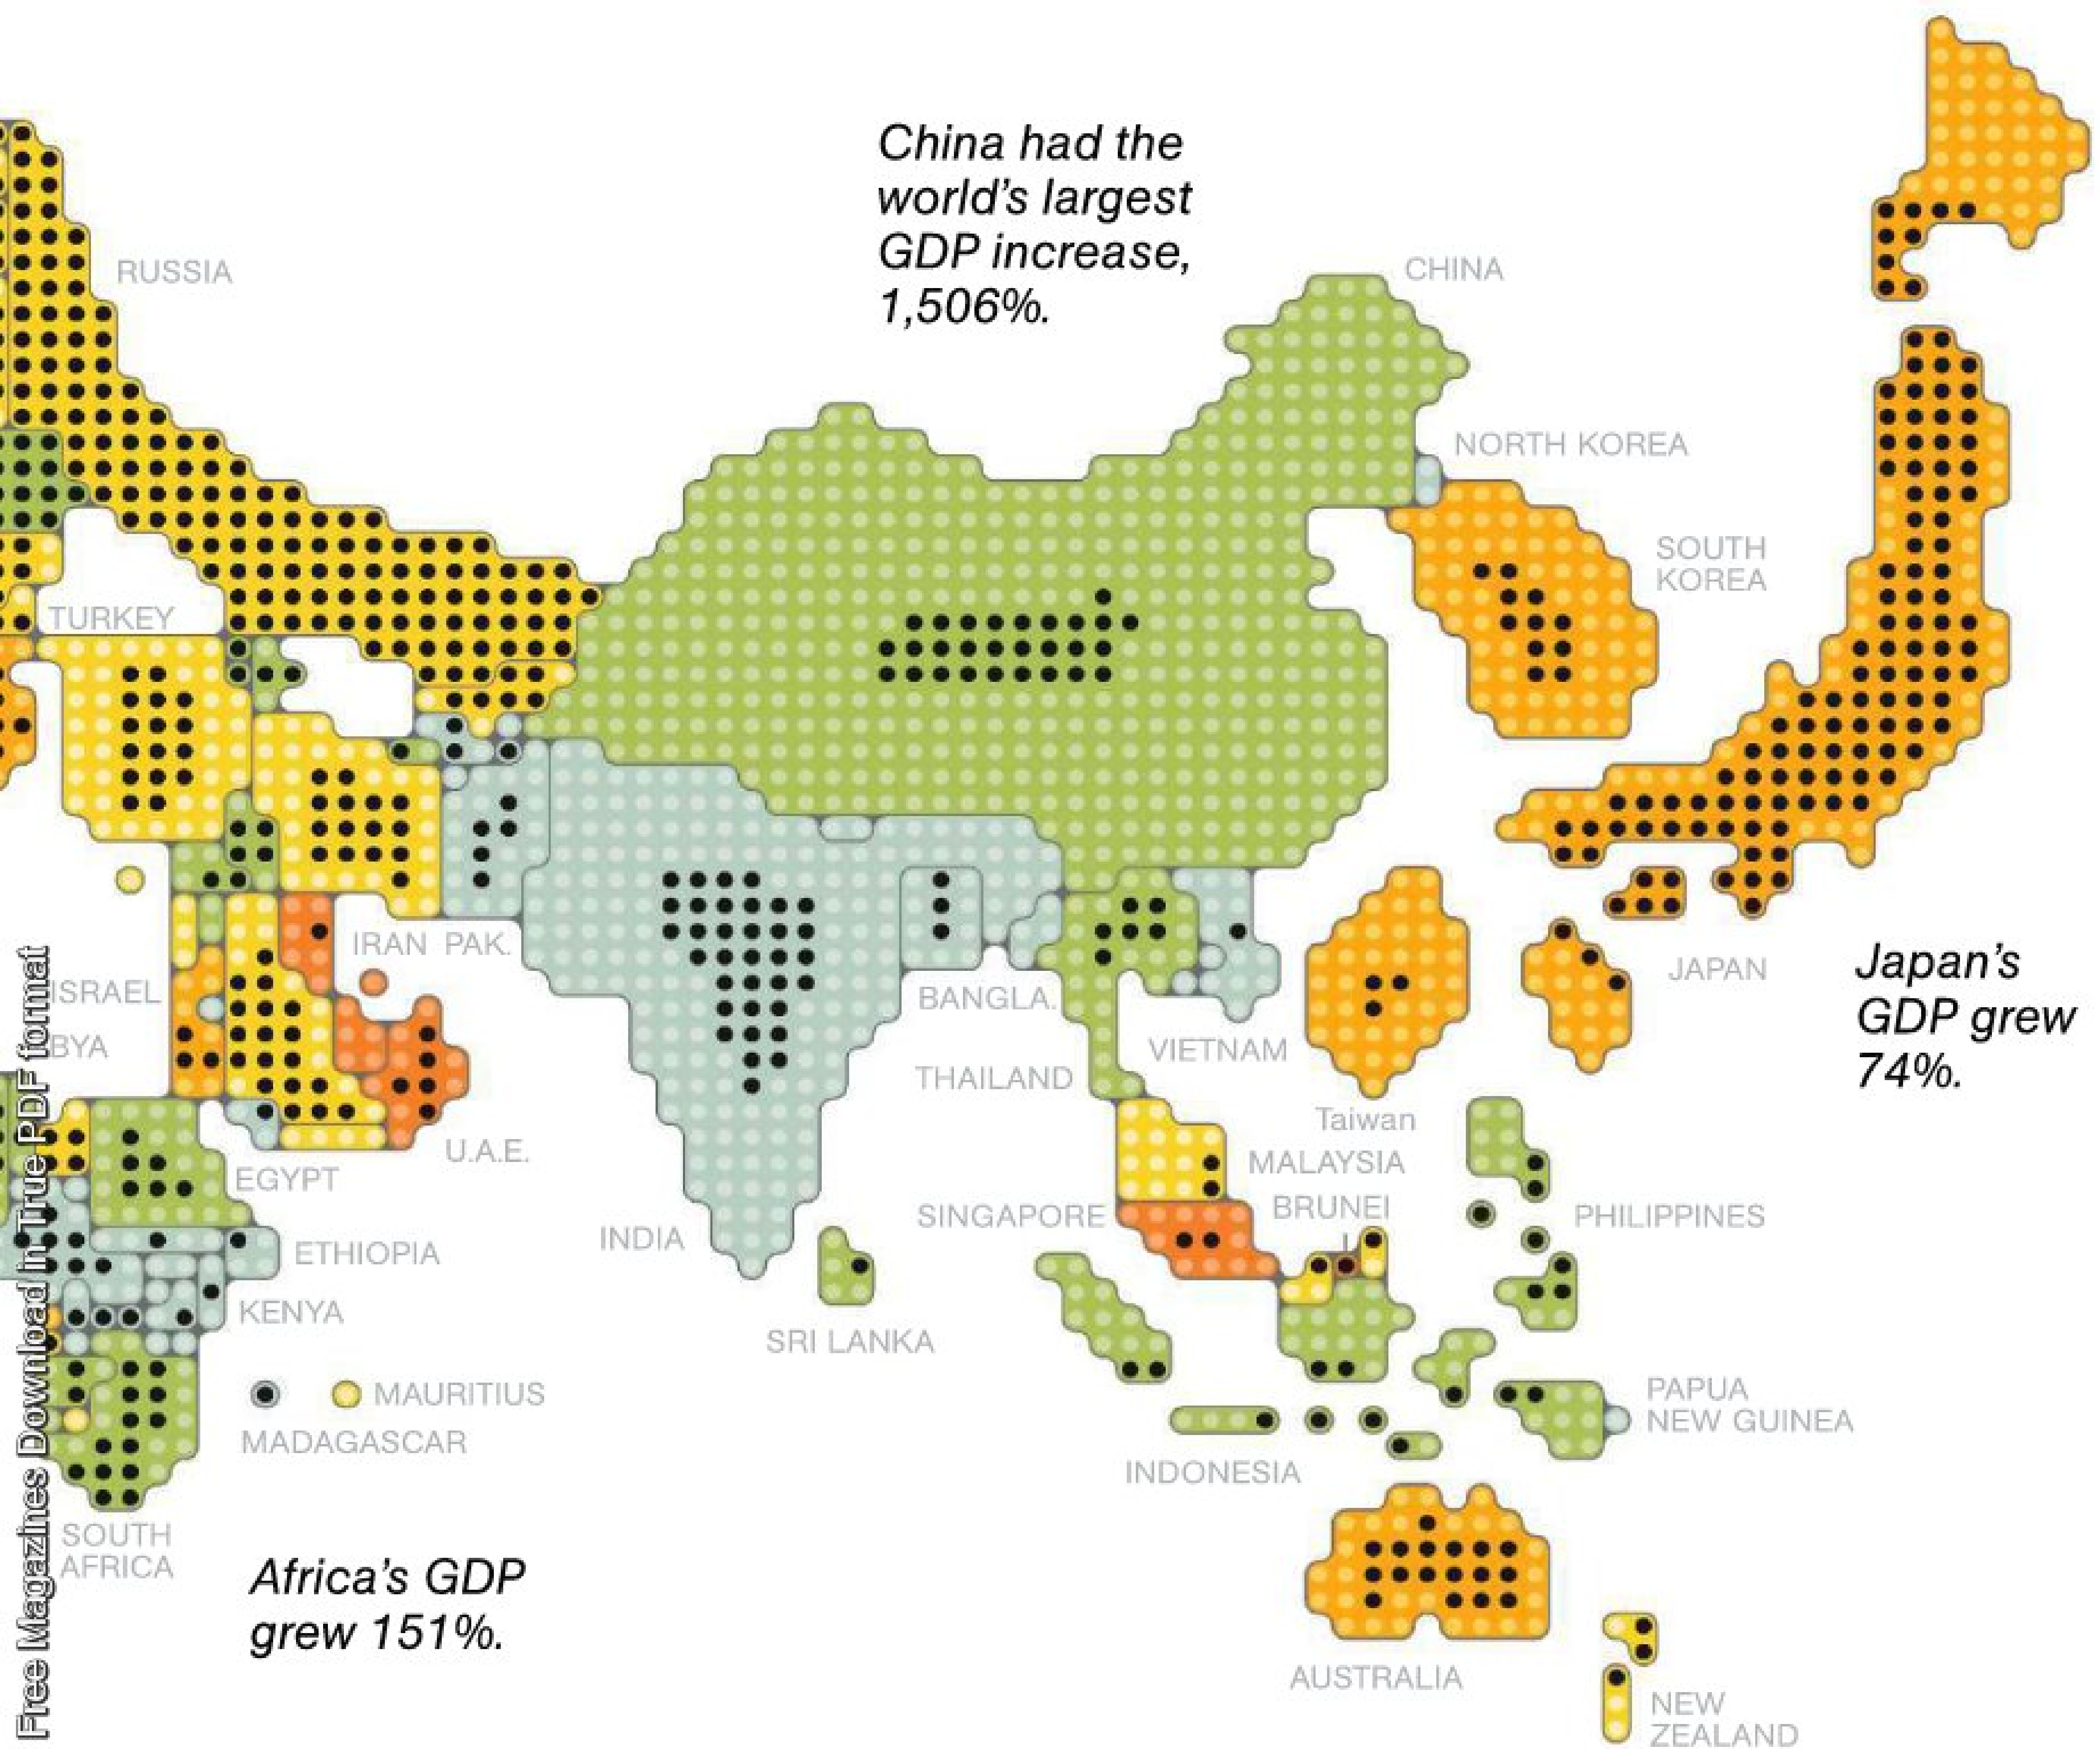 China had the
world's largest
GDP increase,
1,506%.
RUSSIA
CHINA
NORTH KOREA
SOUTH
KOREA
TURKEY
IRAN
PAK.
ISRAEL
BYA
BANGLA.
VIETNAM
THAILAND
JAPAN
Japan's
GDP grew
74%.
Taiwan
U.A.E.
EGYPT
MALAYSIA
BRUNEI
SINGAPORE
PHILIPPINES
INDIA
ETHIOPIA
KENYA
SRI LANKA
MAURITIUS
MADAGASCAR
PAPUA
NEW GUINEA
INDONESIA
SOUTH
AFRICA
Africa's GDP
grew 151%.
AUSTRALIA
NEW
ZEALAND
Free Magazines Download in True PDF format